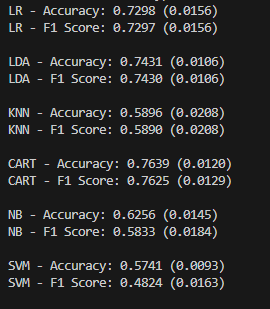 LR - Accuracy: 0.7298 (0.0156)
LR - F1 Score: 0.7297 (0.0156)
LDA - Accuracy: 0.7431 (0.0106)
LDA - F1 Score: 0.7430 (0.0106)
KNN - Accuracy: 0.5896 (0.0208)
KNN - F1 Score: 0.5890 (0.0208)
CART - Accuracy: 0.7639 (0.0120)
CART - F1 Score: 0.7625 (0.0129)
NB - Accuracy: 0.6256 (0.0145)
NB - F1 Score: 0.5833 (0.0184)
SVM - Accuracy: 0.5741 (0.0093)
SVM - F1 Score: 0.4824 (0.0163)